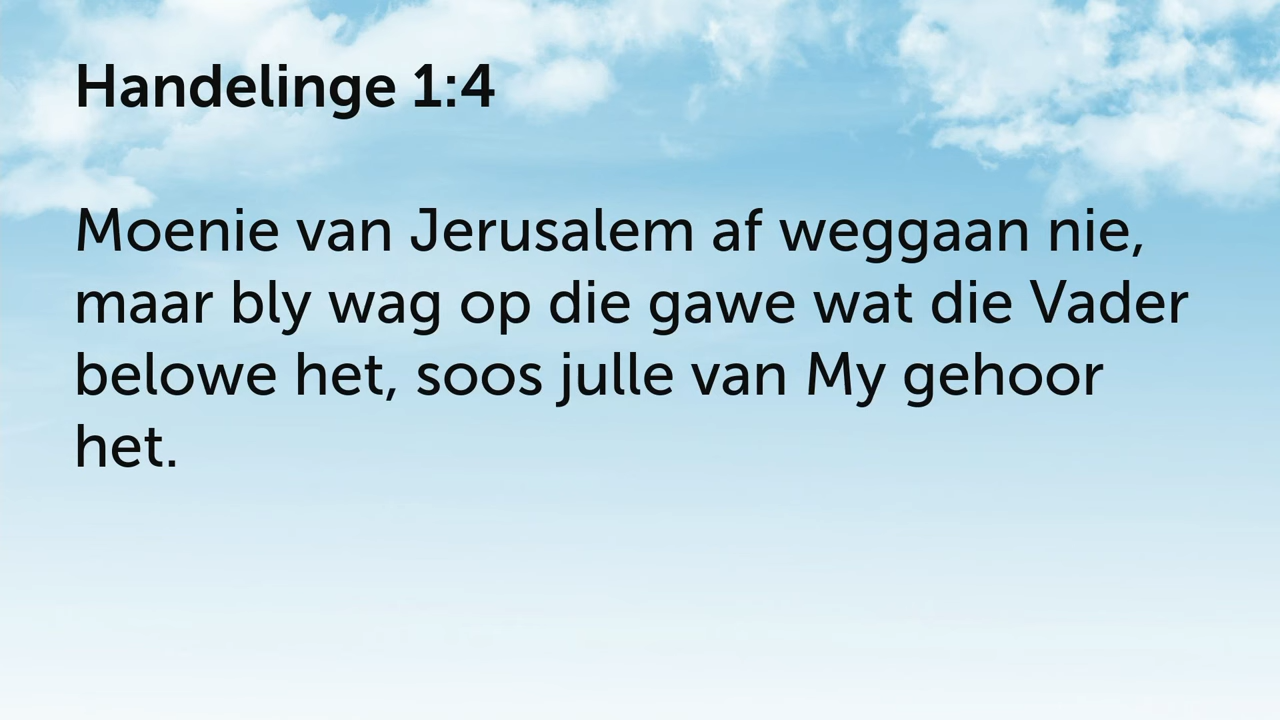 Handelinge 1:4
Moenie van Jerusalem af weggaan nie,
maar bly wag op die gawe wat die Vader
belowe het, soos julle van My gehoor
het.